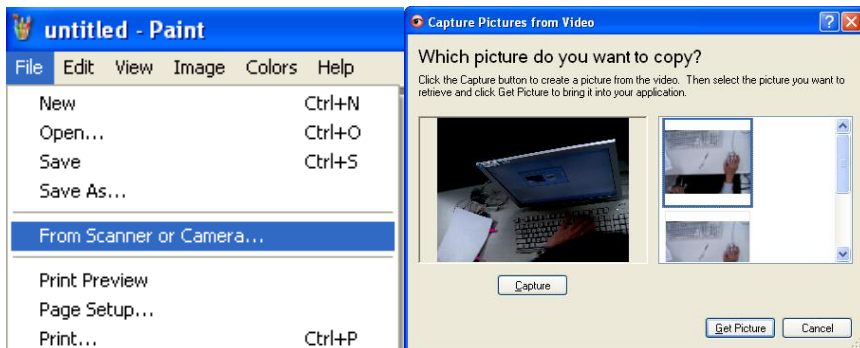 untitled - Paint
File Edit View Image Colors Help
New Ctrl+N
Open... Ctrl+O
Save Ctrl+S
Save As...
From Scanner or Camera...
Print Preview
Page Setup...
Print... Ctrl+P
Capture Pictures from Video
Which picture do you want to copy?
Click the Capture button to create a picture from the video. Then select the picture you want to
retrieve and click Get Picture to bring it into your application.
Capture
Get Picture Cancel